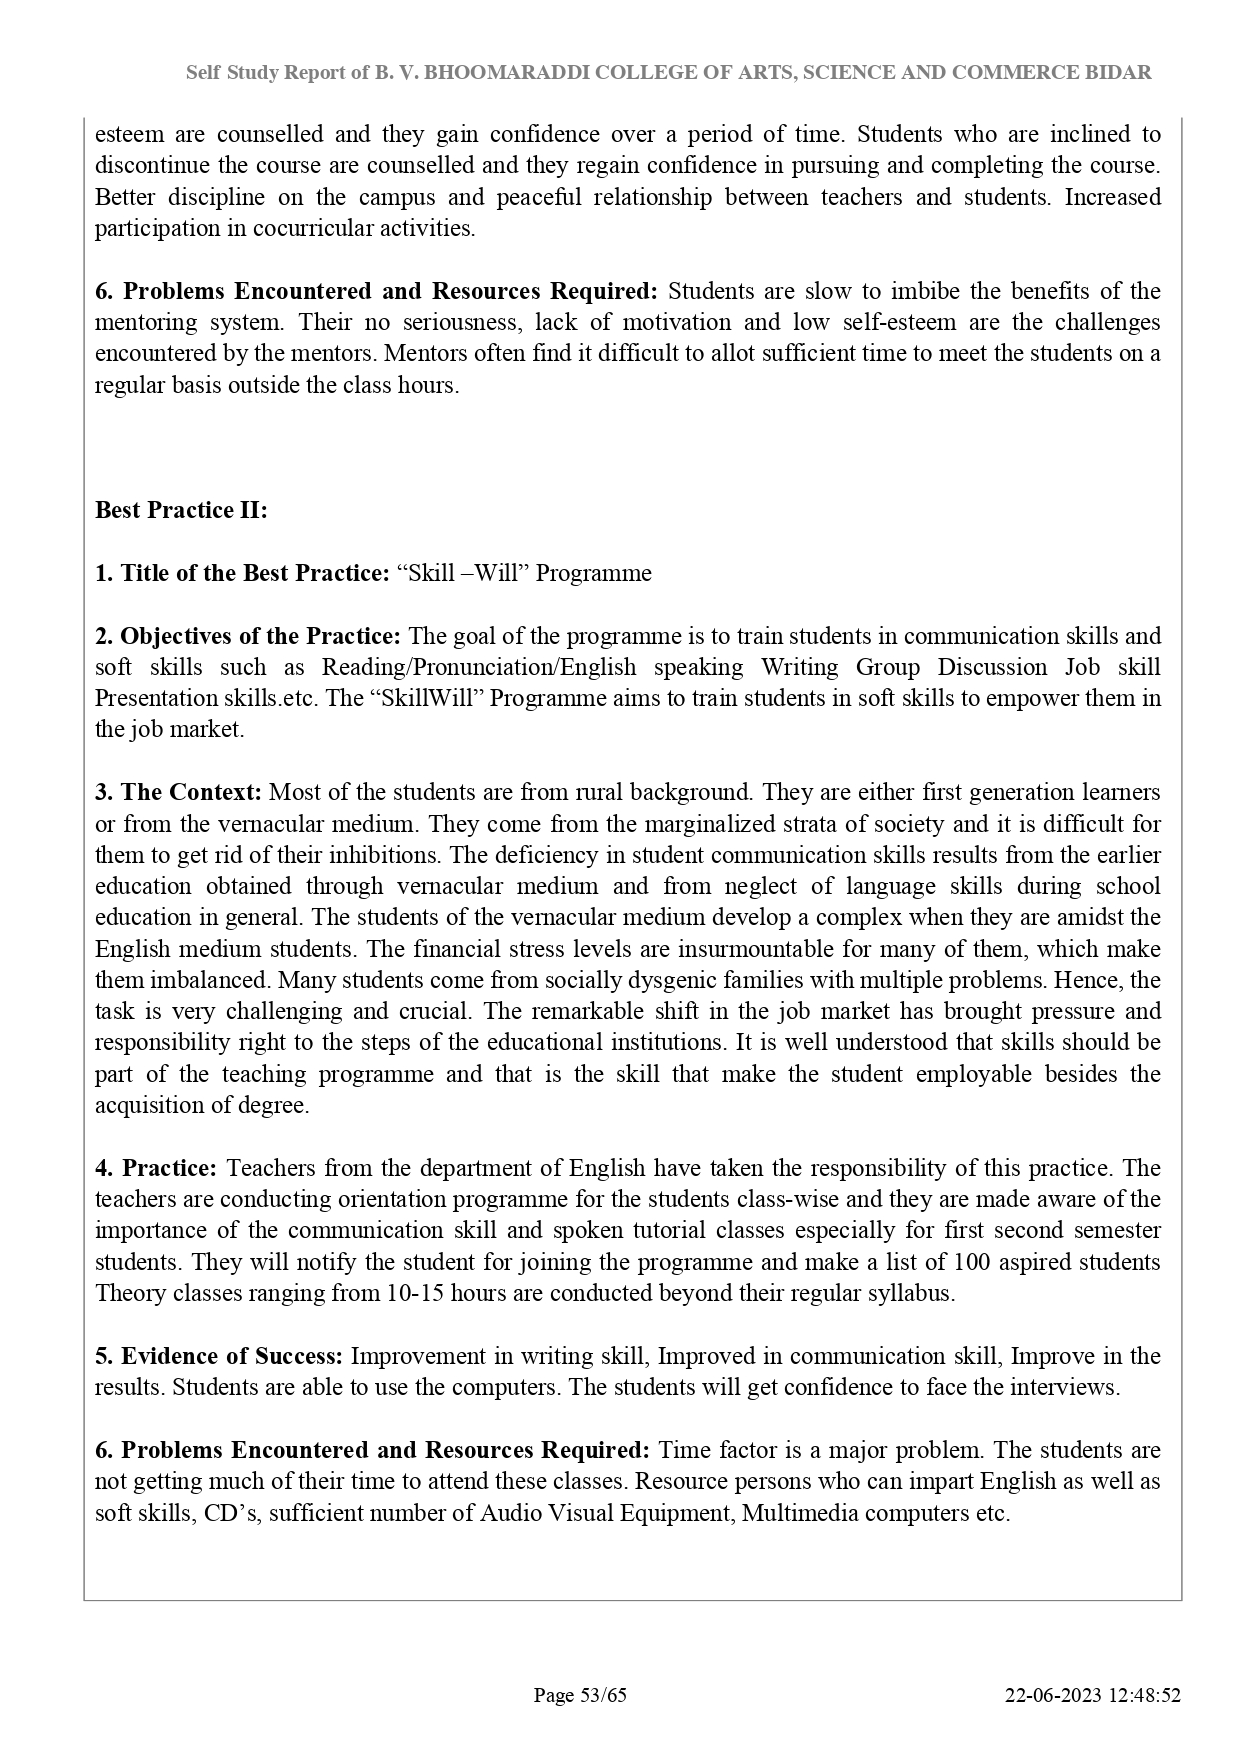 Self Study Report of B. V. BHOOMARADDI COLLEGE OF ARTS, SCIENCE AND COMMERCE BIDAR
esteem are counselled and they gain confidence over a period of time. Students who are inclined to
discontinue the course are counselled and they regain confidence in pursuing and completing the course.
Better discipline on the campus and peaceful relationship between teachers and students. Increased
participation in cocurricular activities.
6. Problems Encountered and Resources Required: Students are slow to imbibe the benefits of the
mentoring system. Their no seriousness, lack of motivation and low self-esteem are the challenges
encountered by the mentors. Mentors often find it difficult to allot sufficient time to meet the students on a
regular basis outside the class hours.
Best Practice II:
1. Title of the Best Practice: “Skill –Will” Programme
2. Objectives of the Practice: The goal of the programme is to train students in communication skills and
soft skills such as Reading/Pronunciation/English speaking Writing Group Discussion Job skill
Presentation skills.etc. The “SkillWill” Programme aims to train students in soft skills to empower them in
the job market.
3. The Context: Most of the students are from rural background. They are either first generation learners
or from the vernacular medium. They come from the marginalized strata of society and it is difficult for
them to get rid of their inhibitions. The deficiency in student communication skills results from the earlier
education obtained through vernacular medium and from neglect of language skills during school
education in general. The students of the vernacular medium develop a complex when they are amidst the
English medium students. The financial stress levels are insurmountable for many of them, which make
them imbalanced. Many students come from socially dysgenic families with multiple problems. Hence, the
task is very challenging and crucial. The remarkable shift in the job market has brought pressure and
responsibility right to the steps of the educational institutions. It is well understood that skills should be
part of the teaching programme and that is the skill that make the student employable besides the
acquisition of degree.
4. Practice: Teachers from the department of English have taken the responsibility of this practice. The
teachers are conducting orientation programme for the students class-wise and they are made aware of the
importance of the communication skill and spoken tutorial classes especially for first second semester
students. They will notify the student for joining the programme and make a list of 100 aspired students
Theory classes ranging from 10-15 hours are conducted beyond their regular syllabus.
5. Evidence of Success: Improvement in writing skill, Improved in communication skill, Improve in the
results. Students are able to use the computers. The students will get confidence to face the interviews.
6. Problems Encountered and Resources Required: Time factor is a major problem. The students are
not getting much of their time to attend these classes. Resource persons who can impart English as well as
soft skills, CD’s, sufficient number of Audio Visual Equipment, Multimedia computers etc.
Page 53/65
22-06-2023 12:48:52